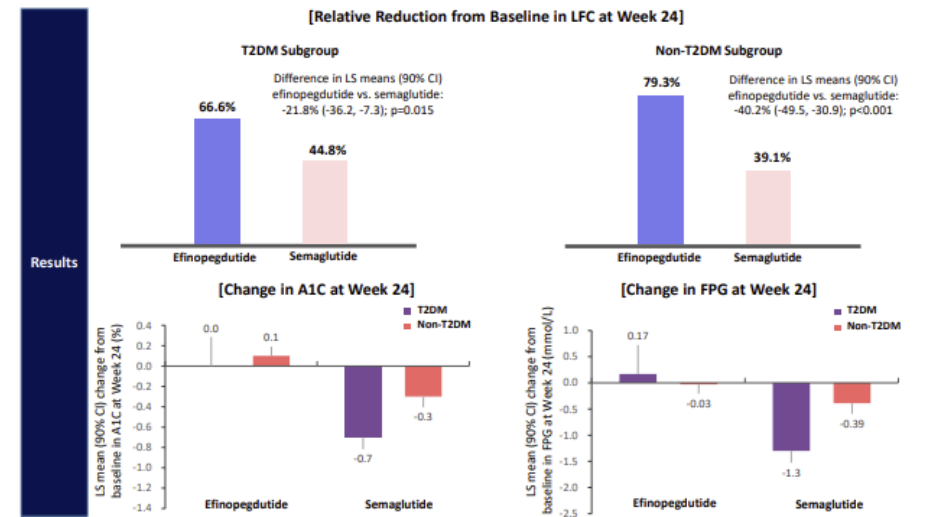 [Relative Reduction from Baseline in LFC at Week 24]
T2DM Subgroup
Difference in LS means (90% CI)
efinopegdutide vs. semaglutide:
-21.8% (-36.2, -7.3); p=0.015
66.6%
44.8%
Efinopegdutide
Semaglutide
Non-T2DM Subgroup
Difference in LS means (90% CI)
efinopegdutide vs. semaglutide:
-40.2% (-49.5, -30.9); p<0.001
79.3%
39.1%
Efinopegdutide
Semaglutide
Results
[Change in A1C at Week 24]
T2DM
Non-T2DM
LS mean (90% CI) change from
baseline in A1C at Week 24 (%)
0.4
0.2
0.0
-0.2
-0.4
-0.6
-0.8
-1.0
-1.2
-1.4
0.0
0.1
-0.7
-0.3
Efinopegdutide
Semaglutide
[Change in FPG at Week 24]
T2DM
Non-T2DM
LS mean (90% CI) change from
baseline in FPG at Week 24 (mmol/L)
1.0
0.5
0.0
-0.5
-1.0
-1.5
-2.0
-2.5
0.17
-0.03
-1.3
-0.39
Efinopegdutide
Semaglutide